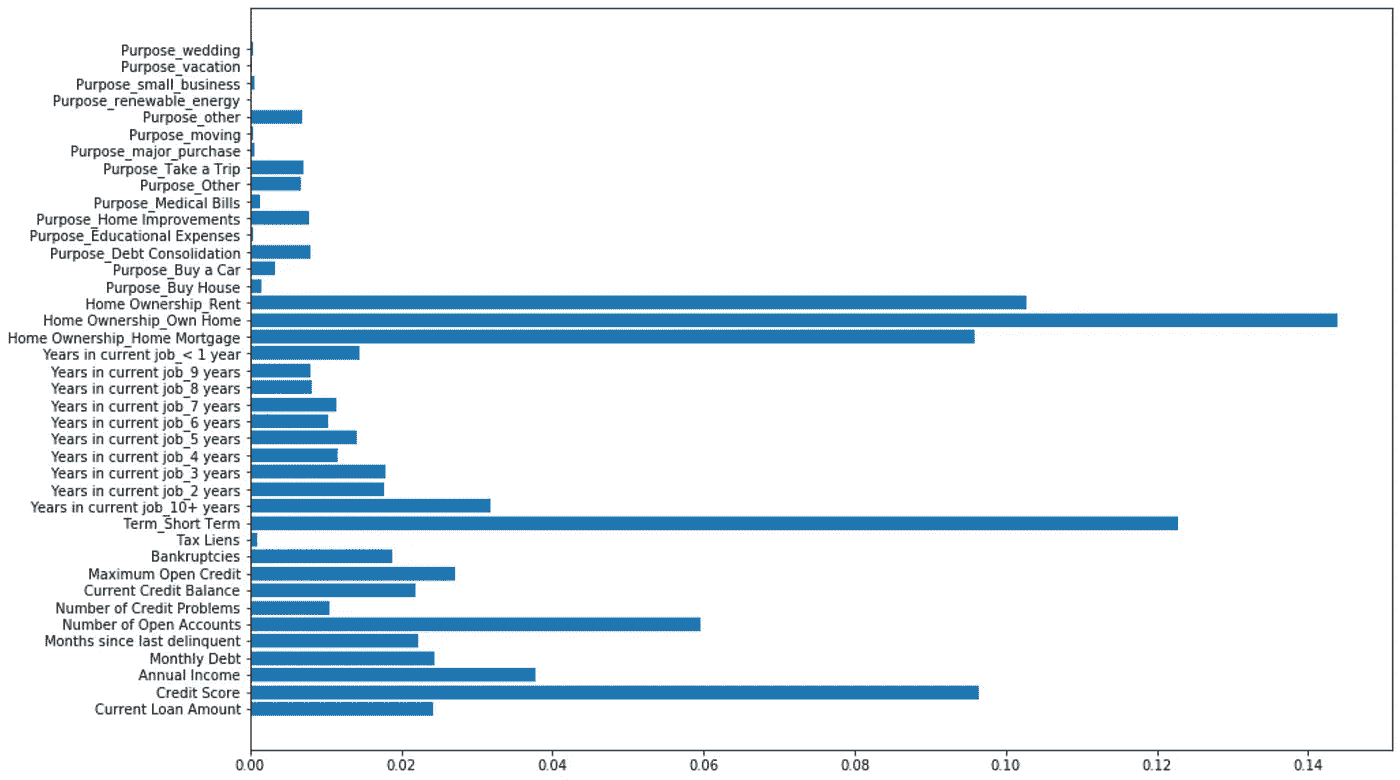 Purpose_wedding
Purpose_vacation
Purpose_small_business
Purpose_renewable_energy
Purpose_other
Purpose_moving
Purpose_major_purchase
Purpose_Take a Trip
Purpose_Other
Purpose_Medical Bills
Purpose_Home Improvements
Purpose_Educational Expenses
Purpose_Debt Consolidation
Purpose_Buy a Car
Purpose_Buy House
Home Ownership_Rent
Home Ownership_Own Home
Home Ownership_Home Mortgage
Years in current job_< 1 year
Years in current job_9 years
Years in current job_8 years
Years in current job_7 years
Years in current job_6 years
Years in current job_5 years
Years in current job_4 years
Years in current job_3 years
Years in current job_2 years
Years in current job_10+ years
Term_Short Term
Tax Liens
Bankruptcies
Maximum Open Credit
Current Credit Balance
Number of Credit Problems
Number of Open Accounts
Months since last delinquent
Monthly Debt
Annual Income
Credit Score
Current Loan Amount
0.00 0.02 0.04 0.06 0.08 0.10 0.12 0.14